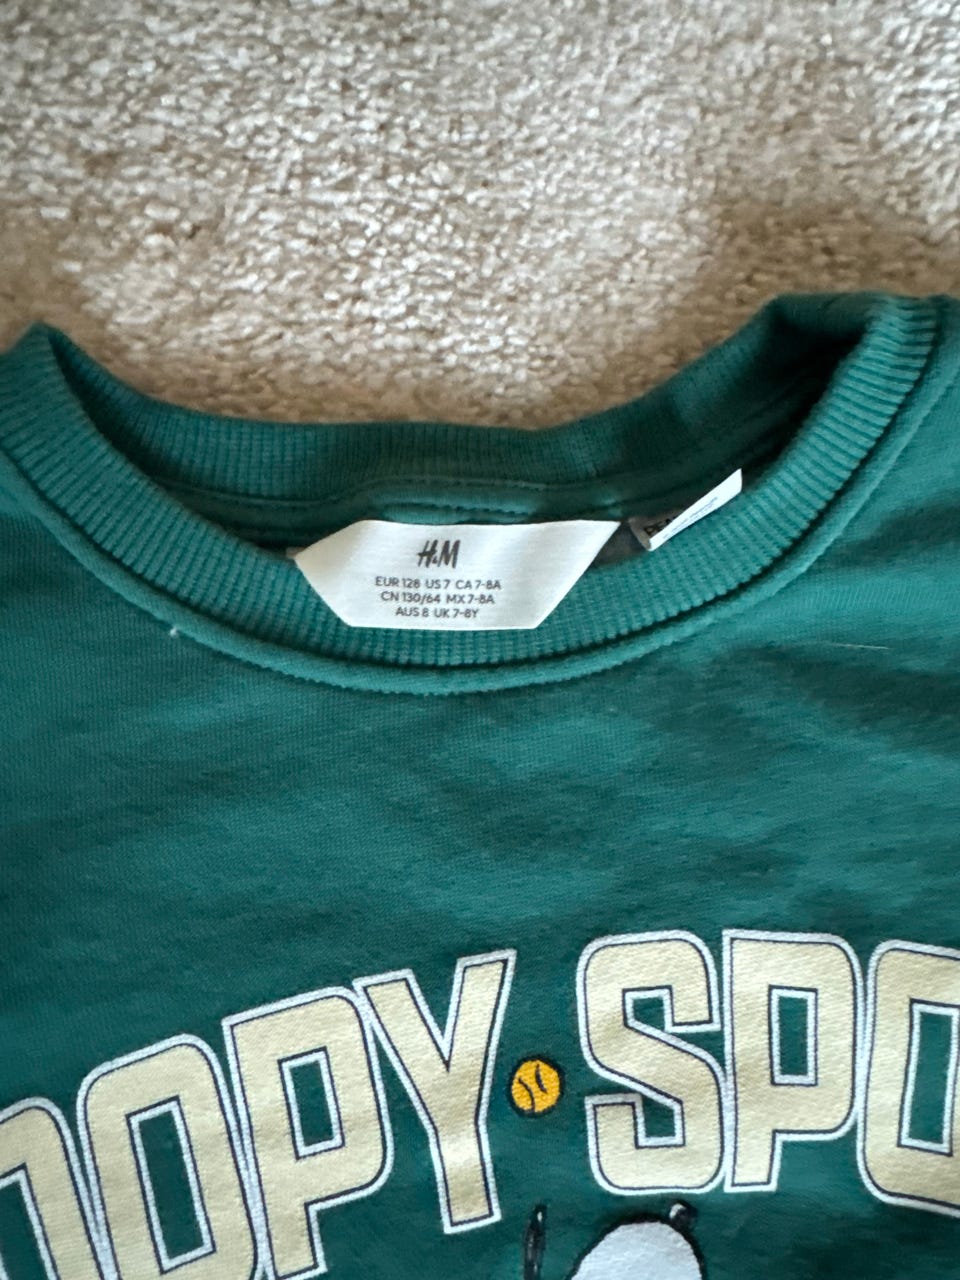 H&M
EUR 128 US 7 CA 7-8A
CN 130/64 MX 7-8A
AUS 8 UK 7-8Y
OOPY SPO